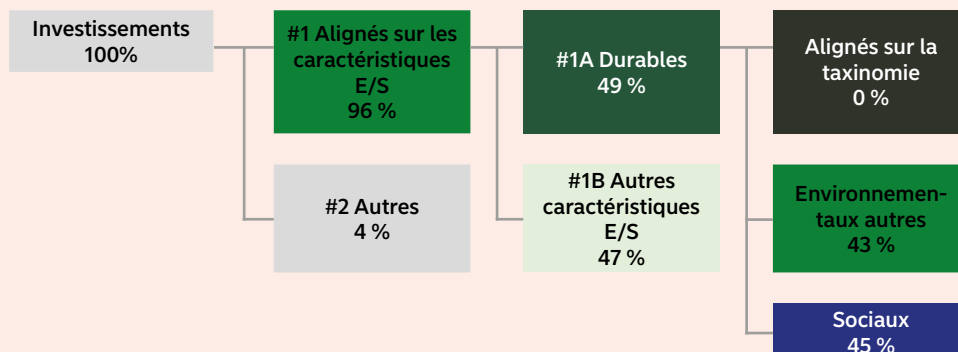 Investissements
100%
#1 Alignés sur les
caractéristiques
E/S
96 %
#2 Autres
4 %
#1A Durables
49 %
#1B Autres
caractéristiques
E/S
47 %
Alignés sur la
taxinomie
0 %
Environnemen-
taux autres
43 %
Sociaux
45 %